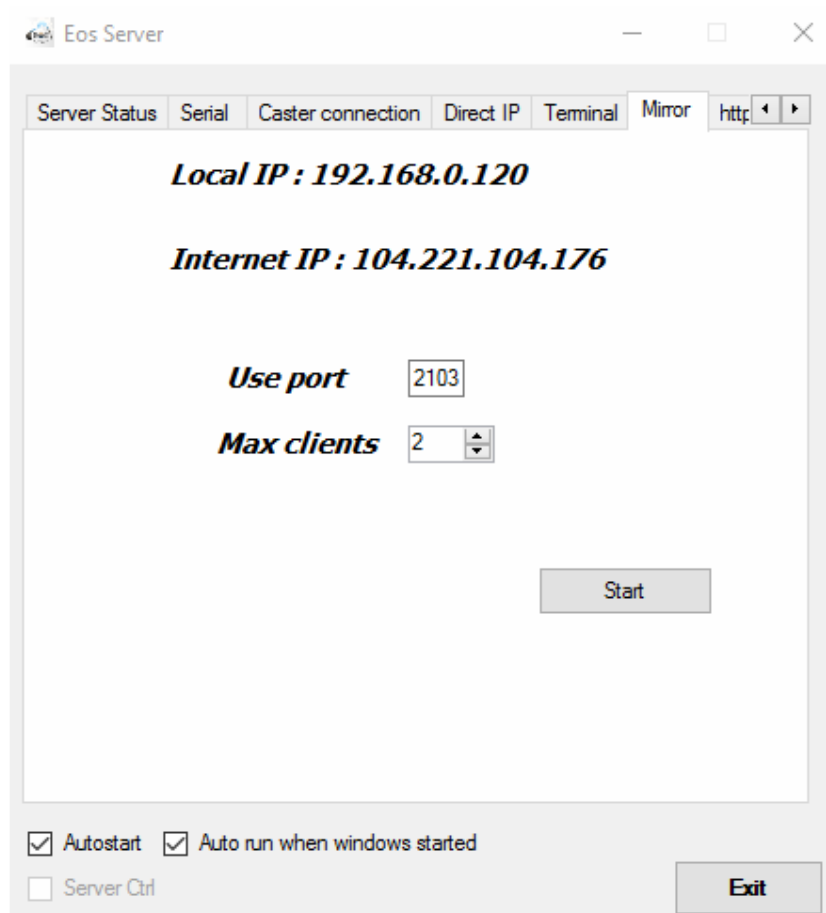 Eos Server
Server Status Serial Caster connection Direct IP Terminal Mirror
Local IP : 192.168.0.120
Internet IP : 104.221.104.176
Use port 2103
Max clients 2
Start
Autostart Auto run when windows started
Server Ctrl Exit